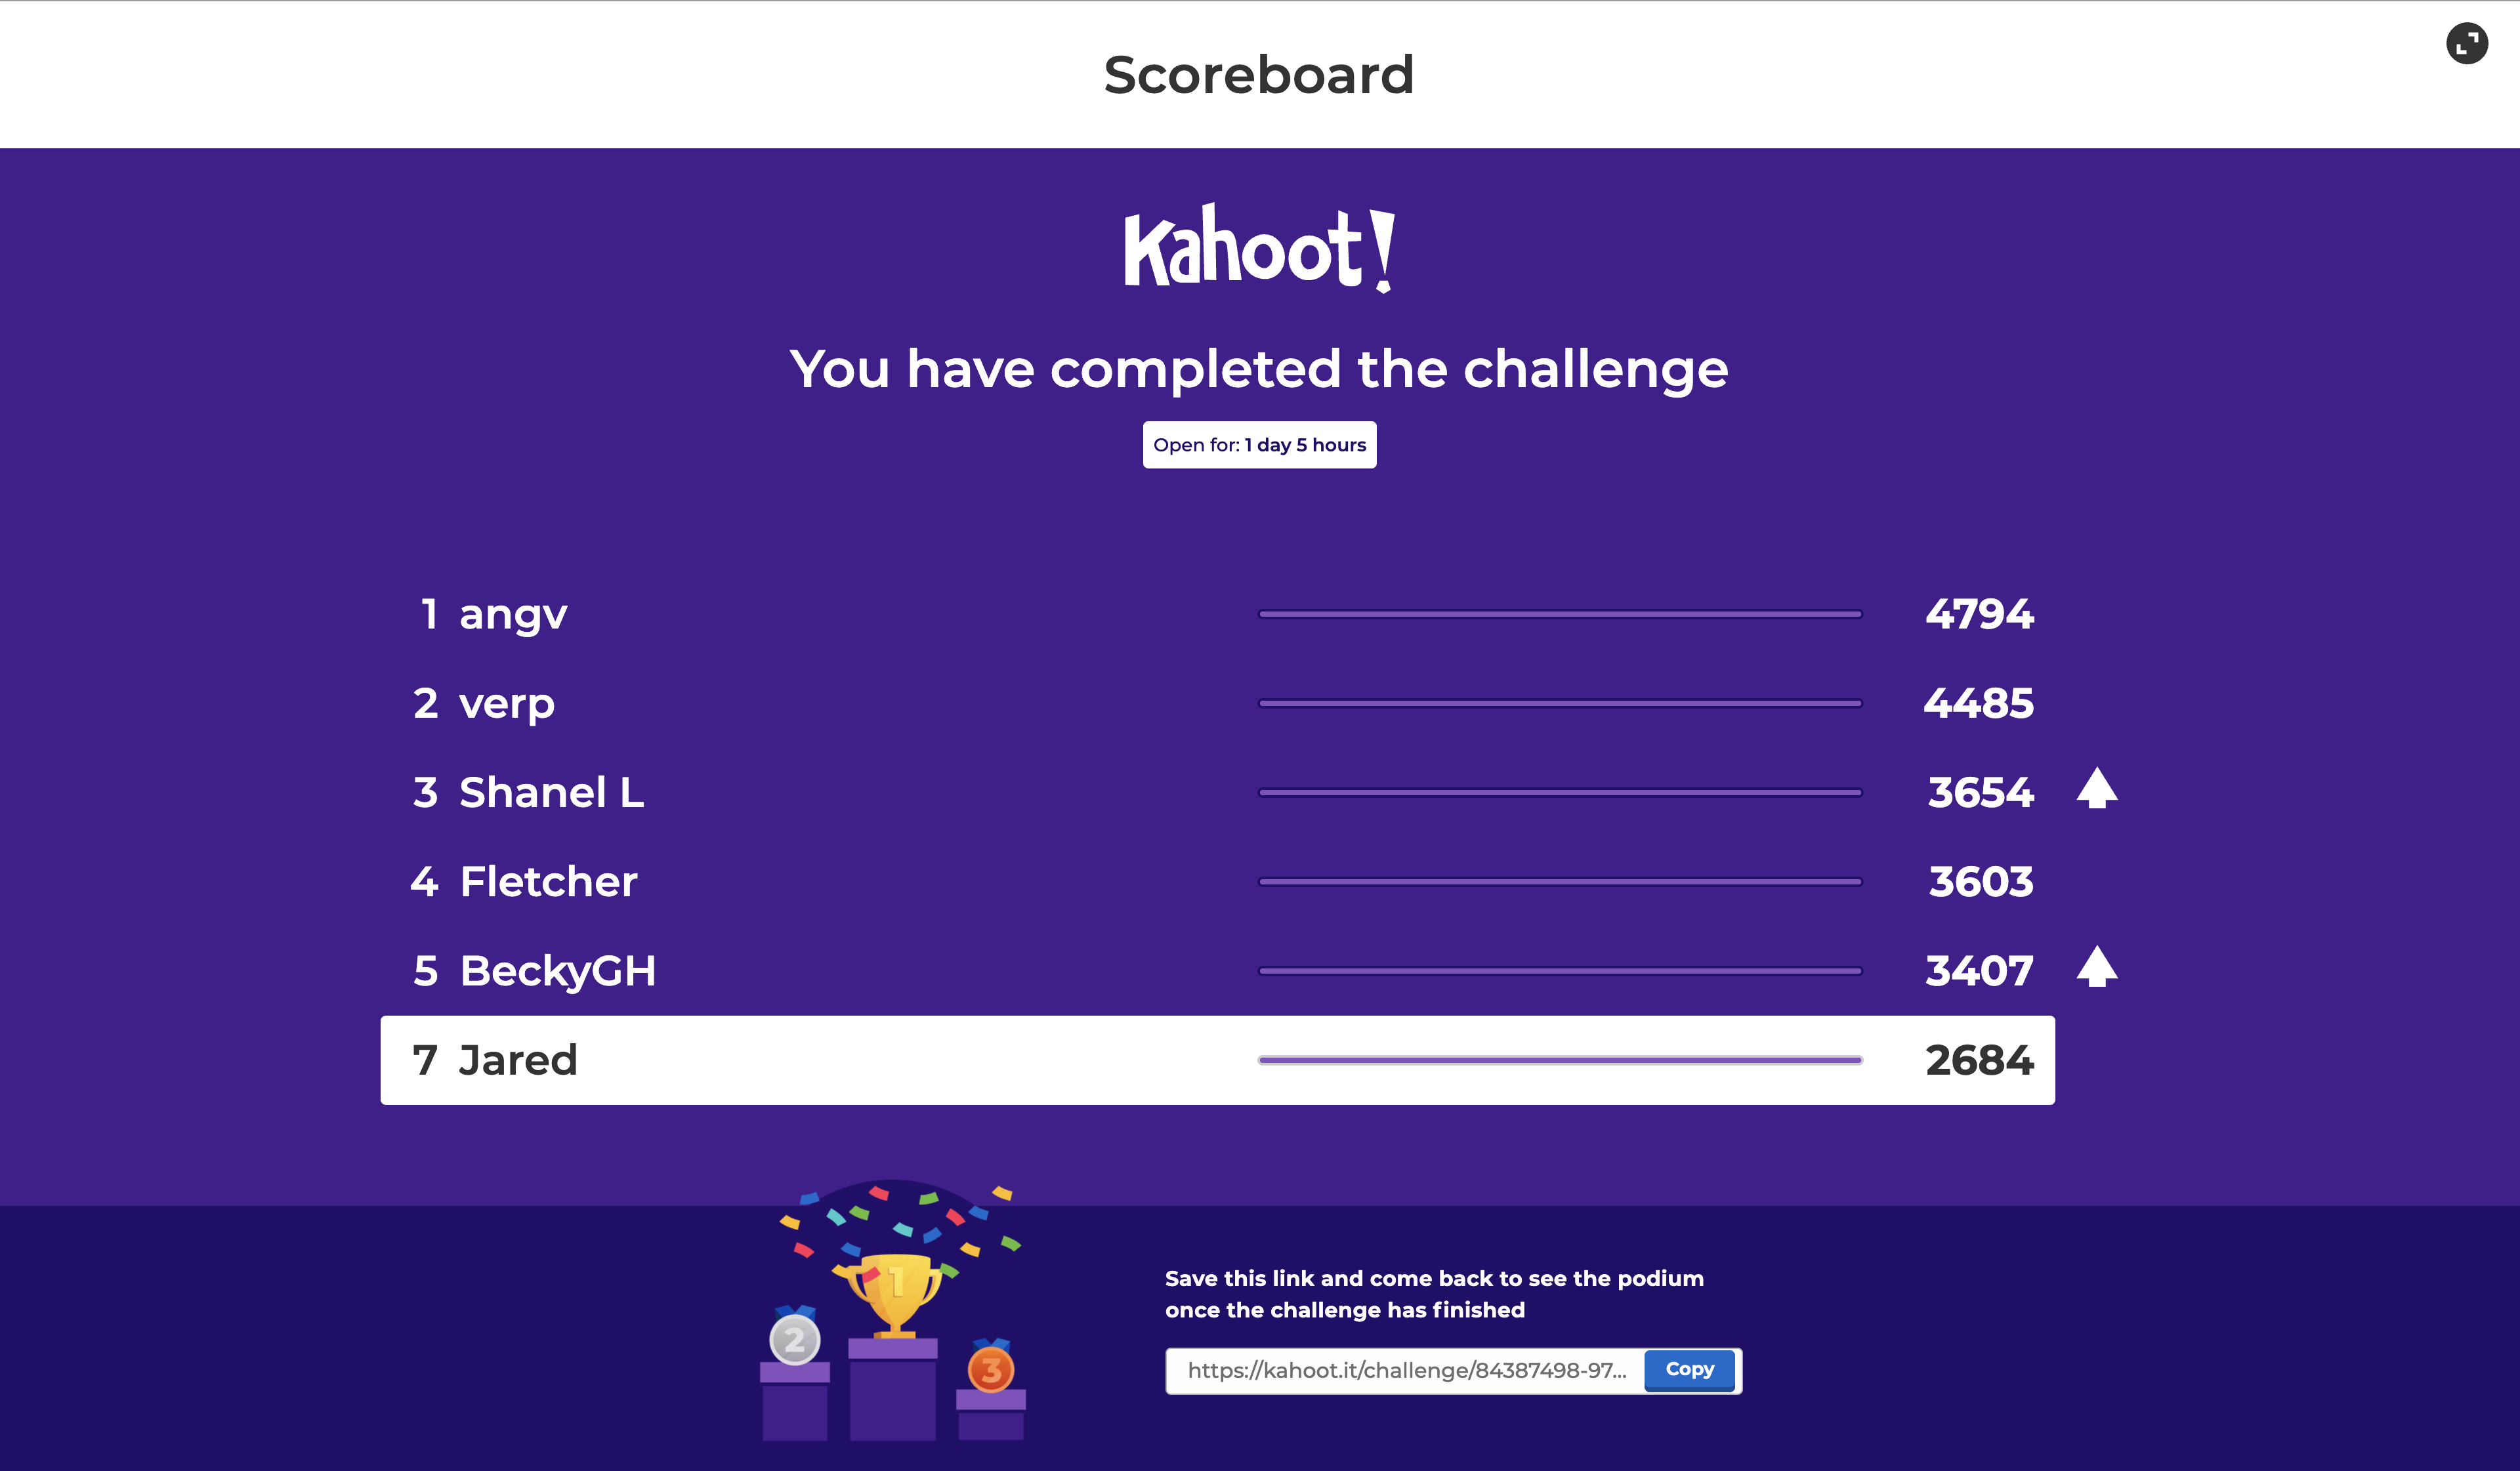 Scoreboard
Kahoot!
You have completed the challenge
Open for: 1 day 5 hours
1 angv 4794
2 verp 4485
3 Shanel L 3654
4 Fletcher 3603
5 BeckyGH 3407
7 Jared 2684
1
2
3
Save this link and come back to see the podium
once the challenge has finished
https://kahoot.it/challenge/84387498-97... Copy